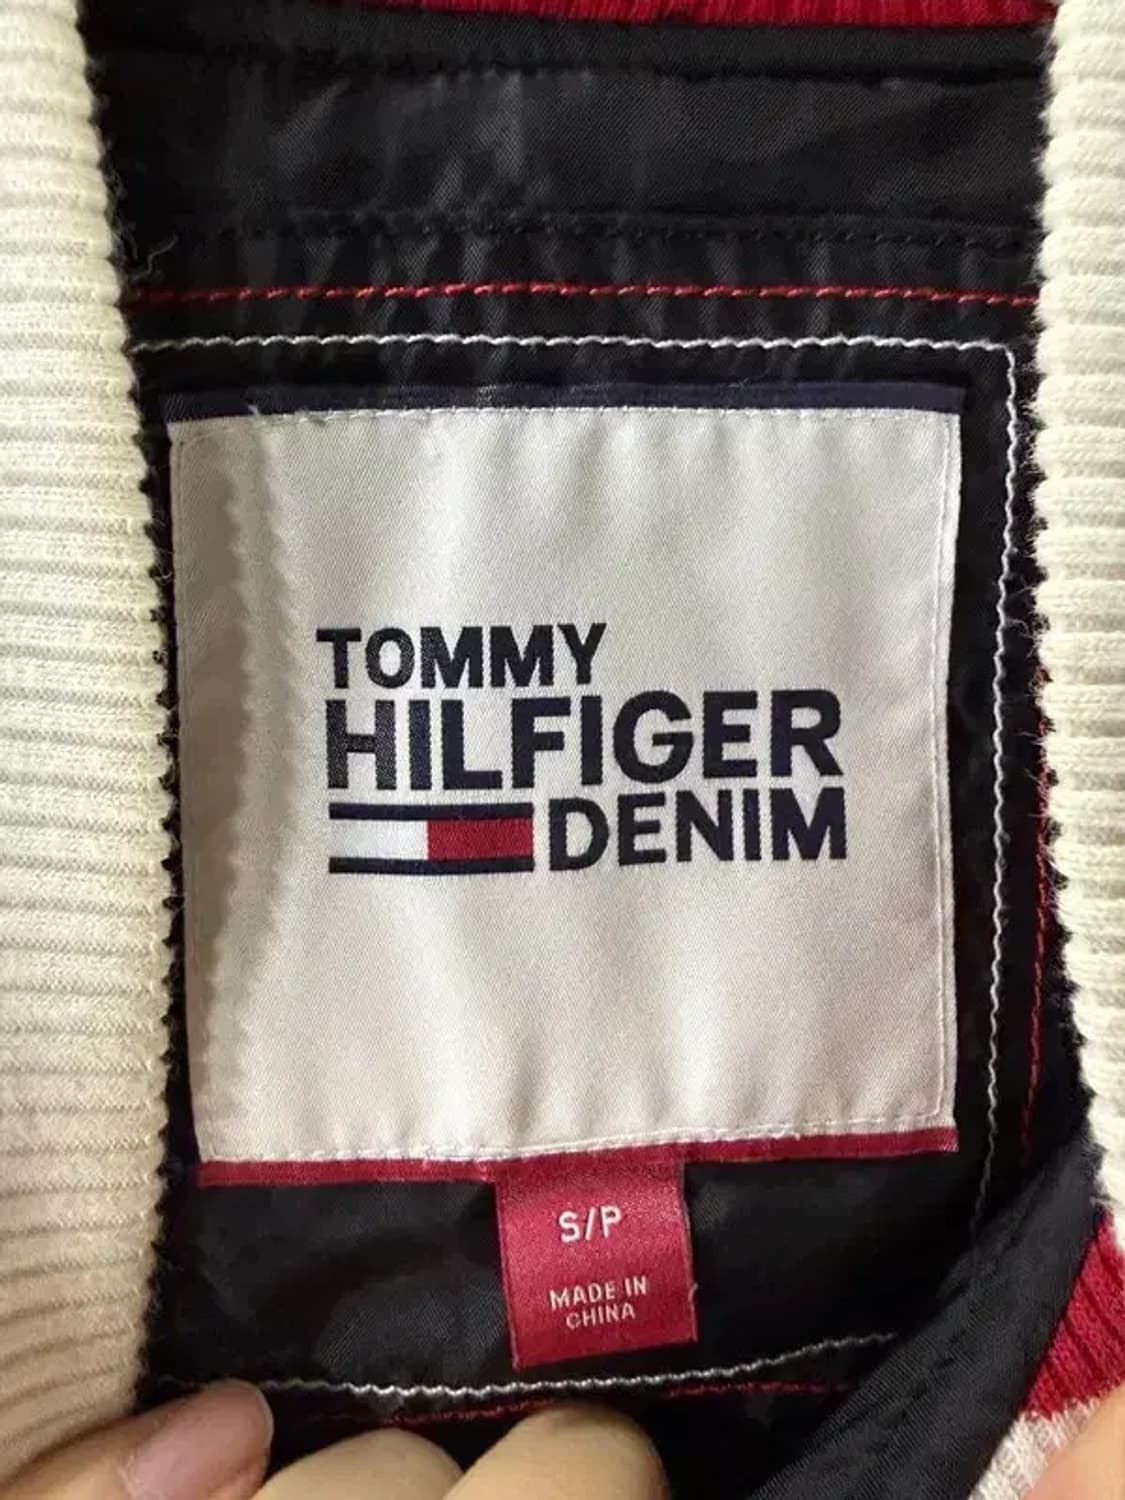 TOMMY
HILFIGER
DENIM
S/P
MADE IN
CHINA